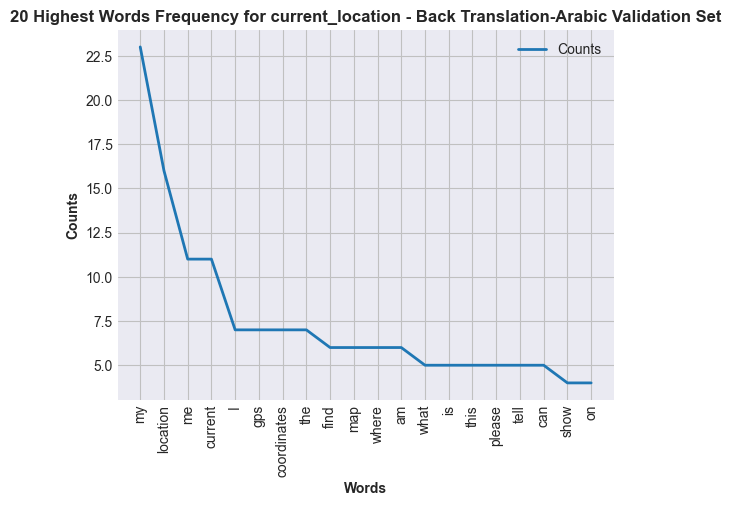 20 Highest Words Frequency for current_location - Back Translation-Arabic Validation Set
Counts
22.5
20.0
17.5
15.0
12.5
10.0
7.5
5.0
Counts
my
location
me
current
I
gps
coordinates
the
find
map
where
am
what
is
this
please
tell
can
show
on
Words